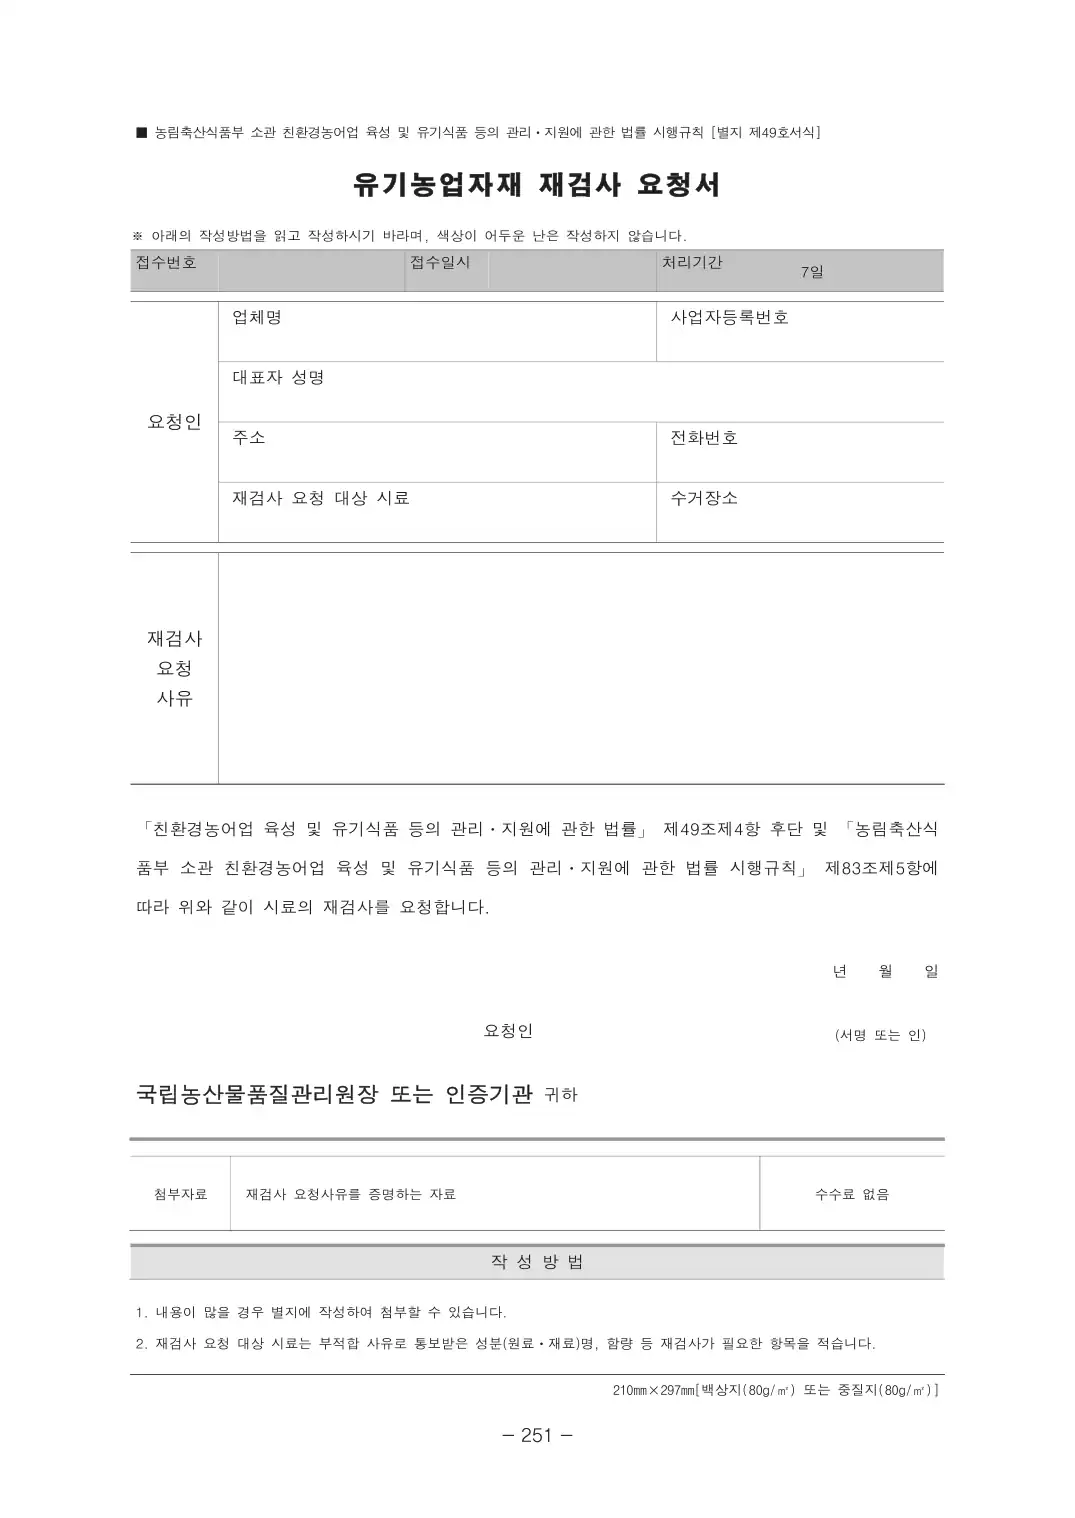 ■ 농림축산식품부 소관 친환경농어업 육성 및 유기식품 등의 관리・지원에 관한 법률 시행규칙 [별지 제49호서식]
유기농업자재 재검사 요청서
※ 아래의 작성방법을 읽고 작성하시기 바라며, 색상이 어두운 난은 작성하지 않습니다.
접수번호 접수일시 처리기간 7일
업체명 사업자등록번호
대표자 성명
요청인
주소 전화번호
재검사 요청 대상 시료 수거장소
재검사
요청
사유
「친환경농어업 육성 및 유기식품 등의 관리・지원에 관한 법률」 제49조제4항 후단 및 「농림축산식
품부 소관 친환경농어업 육성 및 유기식품 등의 관리・지원에 관한 법률 시행규칙」 제83조제5항에
따라 위와 같이 시료의 재검사를 요청합니다.
년 월 일
요청인 (서명 또는 인)
국립농산물품질관리원장 또는 인증기관 귀하
첨부자료 재검사 요청사유를 증명하는 자료 수수료 없음
작 성 방 법
1. 내용이 많을 경우 별지에 작성하여 첨부할 수 있습니다.
2. 재검사 요청 대상 시료는 부적합 사유로 통보받은 성분(원료・재료)명, 함량 등 재검사가 필요한 항목을 적습니다.
210㎜×297㎜[백상지(80g/㎡) 또는 중질지(80g/㎡)]
- 251 -